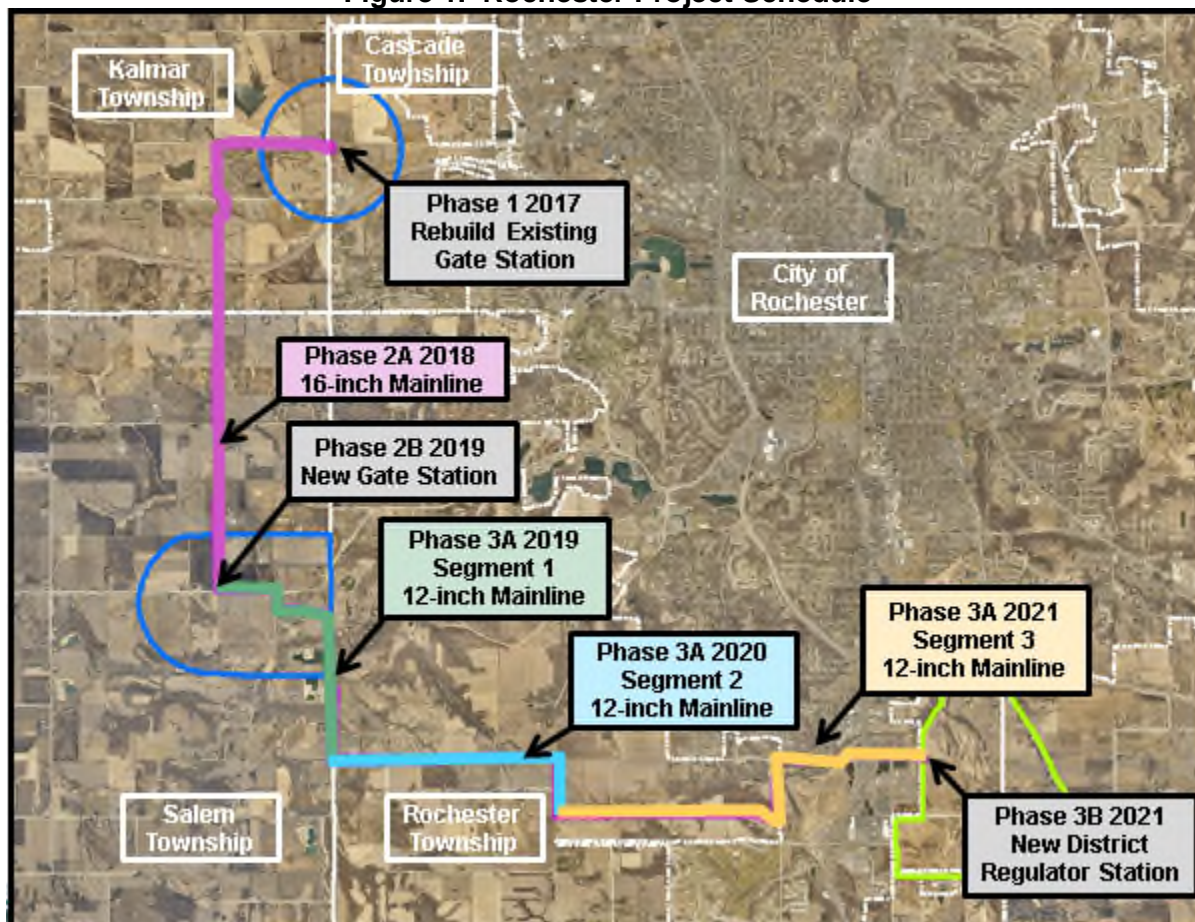 Figure 1: Rochester Project Schedule
Kalmar
Township
Cascade
Township
Phase 1 2017
Rebuild Existing
Gate Station
City of
Rochester
Phase 2A 2018
16-inch Mainline
Phase 2B 2019
New Gate Station
Phase 3A 2019
Segment 1
12-inch Mainline
Phase 3A 2020
Segment 2
12-inch Mainline
Phase 3A 2021
Segment 3
12-inch Mainline
Salem
Township
Rochester
Township
Phase 3B 2021
New District
Regulator Station